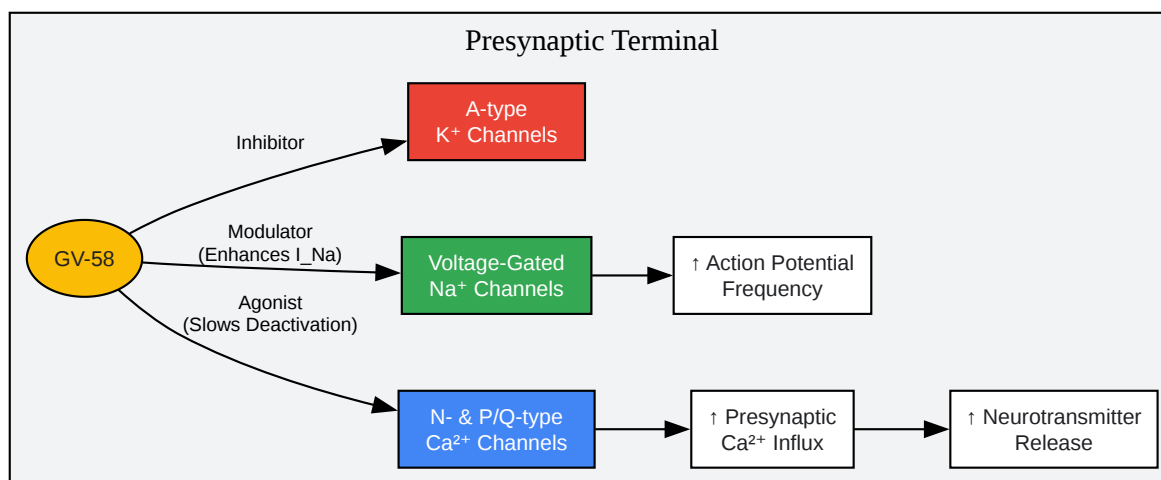 Presynaptic Terminal
A-type
K⁺ Channels
Inhibitor
GV-58
Modulator
(Enhances I_Na)
Voltage-Gated
Na⁺ Channels
↑ Action Potential
Frequency
Agonist
(Slows Deactivation)
N- & P/Q-type
Ca²⁺ Channels
↑ Presynaptic
Ca²⁺ Influx
↑ Neurotransmitter
Release